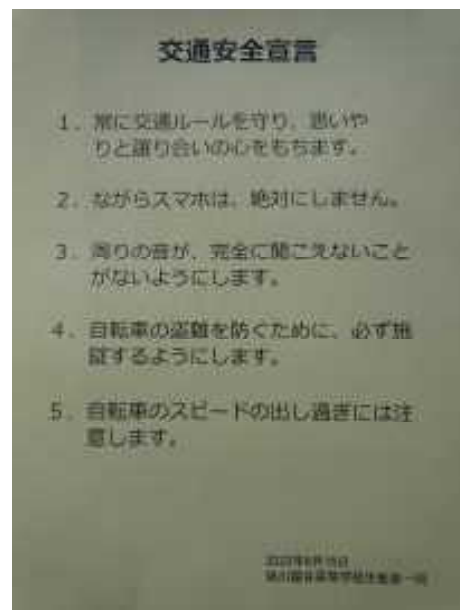 交通安全宣言
1．常に交通ルールを守り、思いや
りと譲り合いの心をもちます。
2．ながらスマホは、絶対にしません。
3．周りの音が、完全に聞こえないこと
がないようにします。
4．自転車の盗難を防ぐために、必ず施
錠するようにします。
5．自転車のスピードの出し過ぎには注
意します。